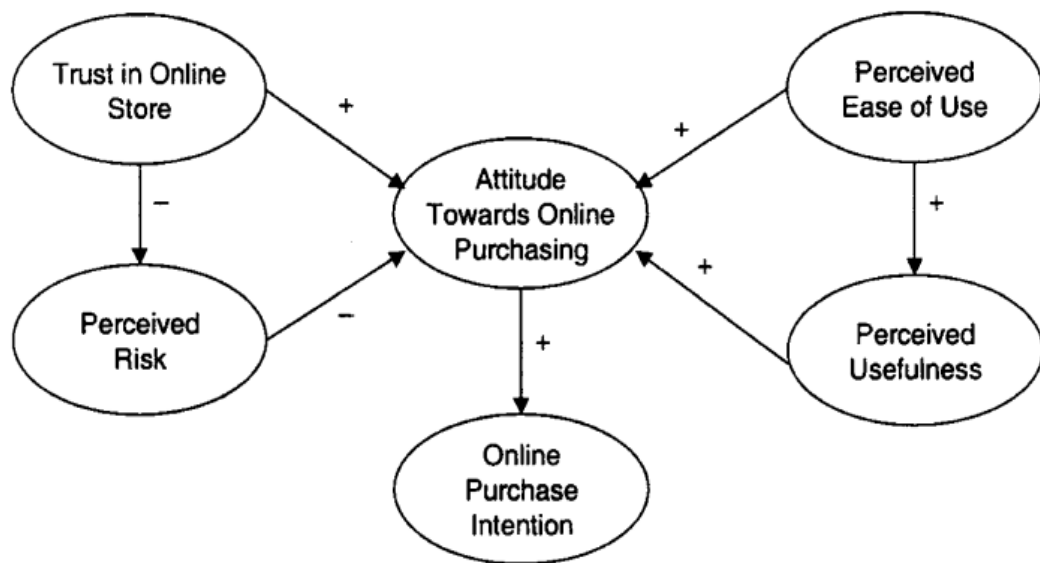 Trust in Online
Store
Perceived
Ease of Use
+
+
Attitude
Towards Online
Purchasing
–
+
+
Perceived
Risk
–
+
Perceived
Usefulness
Online
Purchase
Intention